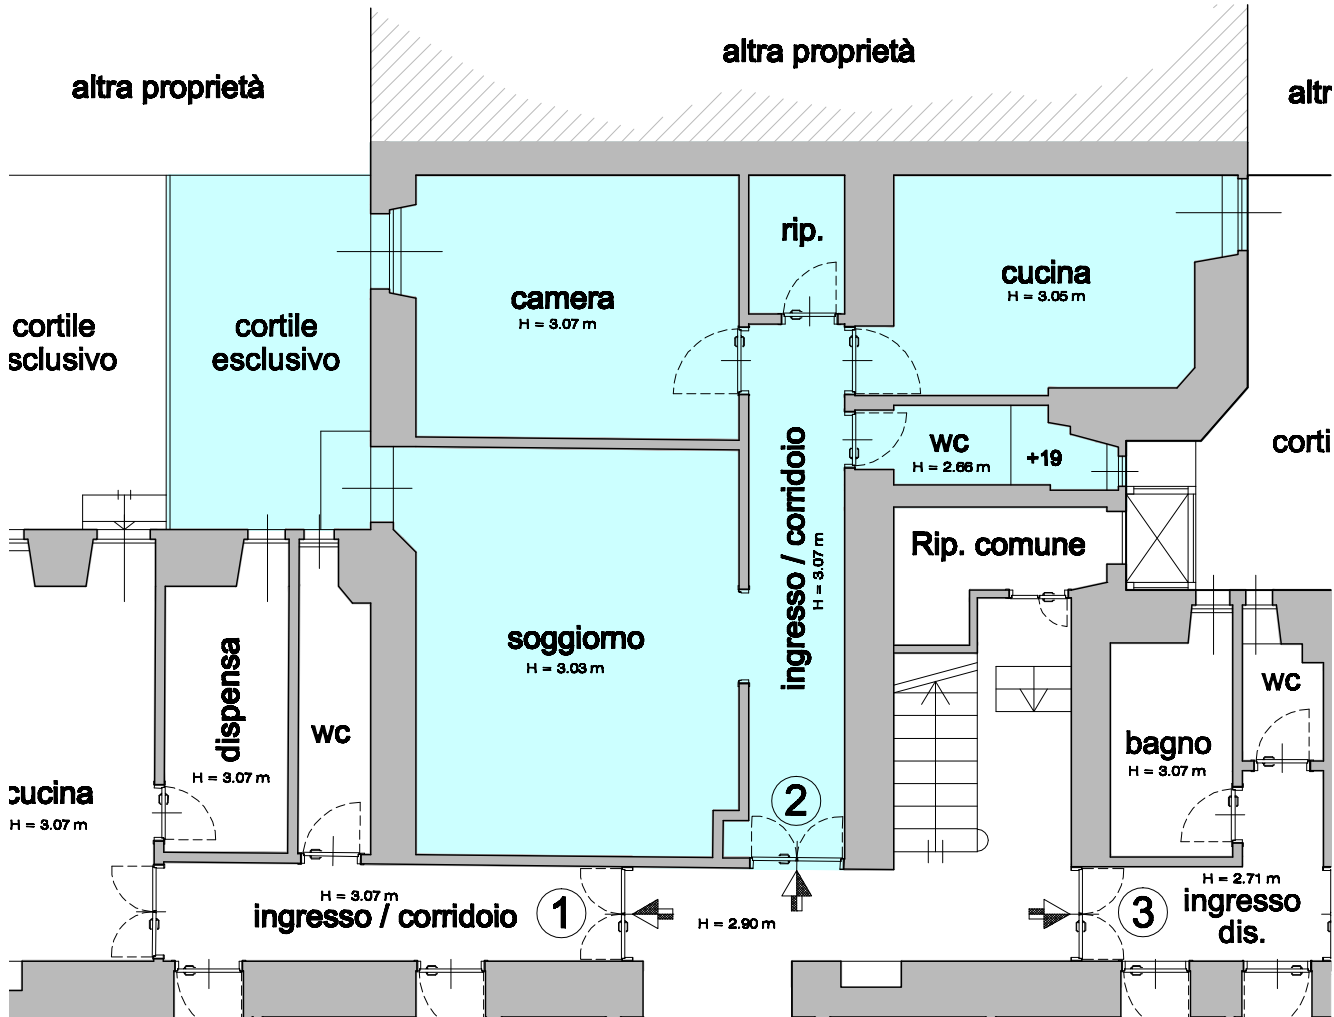 altra proprietà
altra proprietà
altr
rip.
cucina
H = 3.05 m
camera
H = 3.07 m
cortile
sclusivo
cortile
esclusivo
wc
H = 2.66 m
+19
corti
ingresso / corridoio
H = 3.07 m
Rip. comune
soggiorno
H = 3.03 m
dispensa
H = 3.07 m
wc
wc
bagno
H = 3.07 m
cucina
H = 3.07 m
2
H = 3.07 m
ingresso / corridoio
1
H = 2.90 m
3
H = 2.71 m
ingresso
dis.